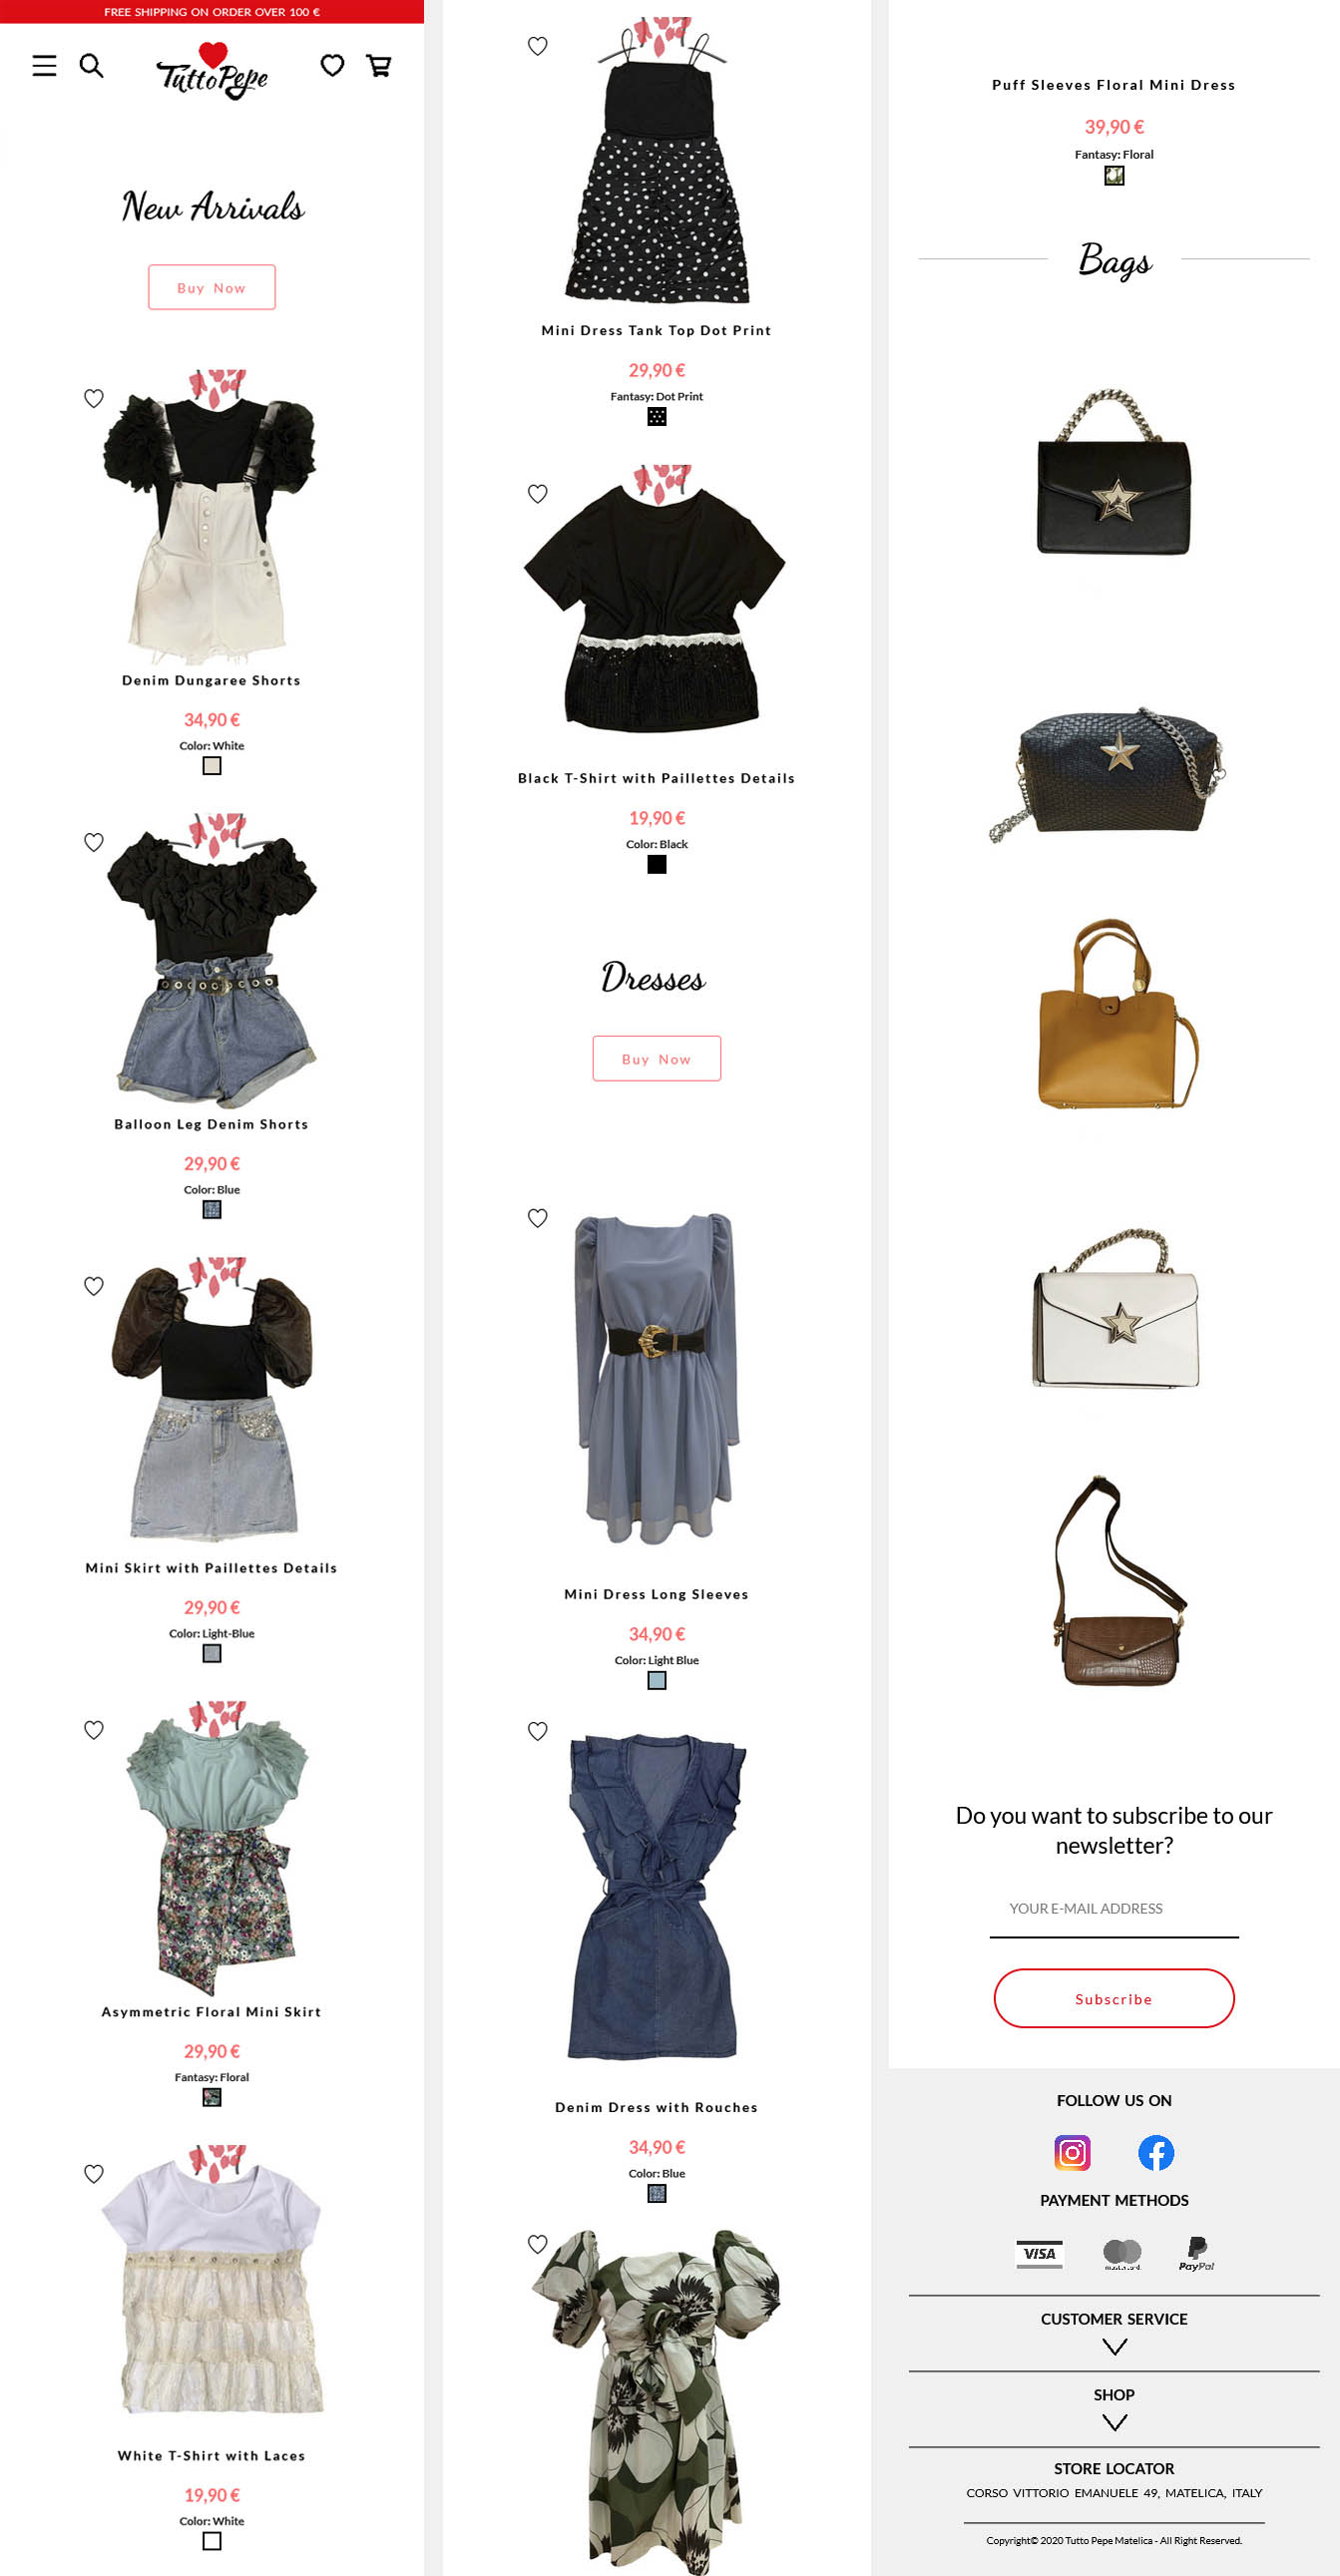 FREE SHIPPING ON ORDER OVER 100 €
TuttoPepe
New Arrivals
Buy Now
Denim Dungaree Shorts
34,90 €
Color: White
Balloon Leg Denim Shorts
29,90 €
Color: Blue
Mini Skirt with Paillettes Details
29,90 €
Color: Light-Blue
Asymmetric Floral Mini Skirt
29,90 €
Fantasy: Floral
White T-Shirt with Laces
19,90 €
Color: White
Mini Dress Tank Top Dot Print
29,90 €
Fantasy: Dot Print
Black T-Shirt with Paillettes Details
19,90 €
Color: Black
Dresses
Buy Now
Mini Dress Long Sleeves
34,90 €
Color: Light Blue
Denim Dress with Rouches
34,90 €
Color: Blue
Puff Sleeves Floral Mini Dress
39,90 €
Fantasy: Floral
Bags
Do you want to subscribe to our
newsletter?
YOUR E-MAIL ADDRESS
Subscribe
FOLLOW US ON
PAYMENT METHODS
VISA
PayPal
CUSTOMER SERVICE
SHOP
STORE LOCATOR
CORSO VITTORIO EMANUELE 49, MATELICA, ITALY
Copyright© 2020 Tutto Pepe Matelica - All Right Reserved.